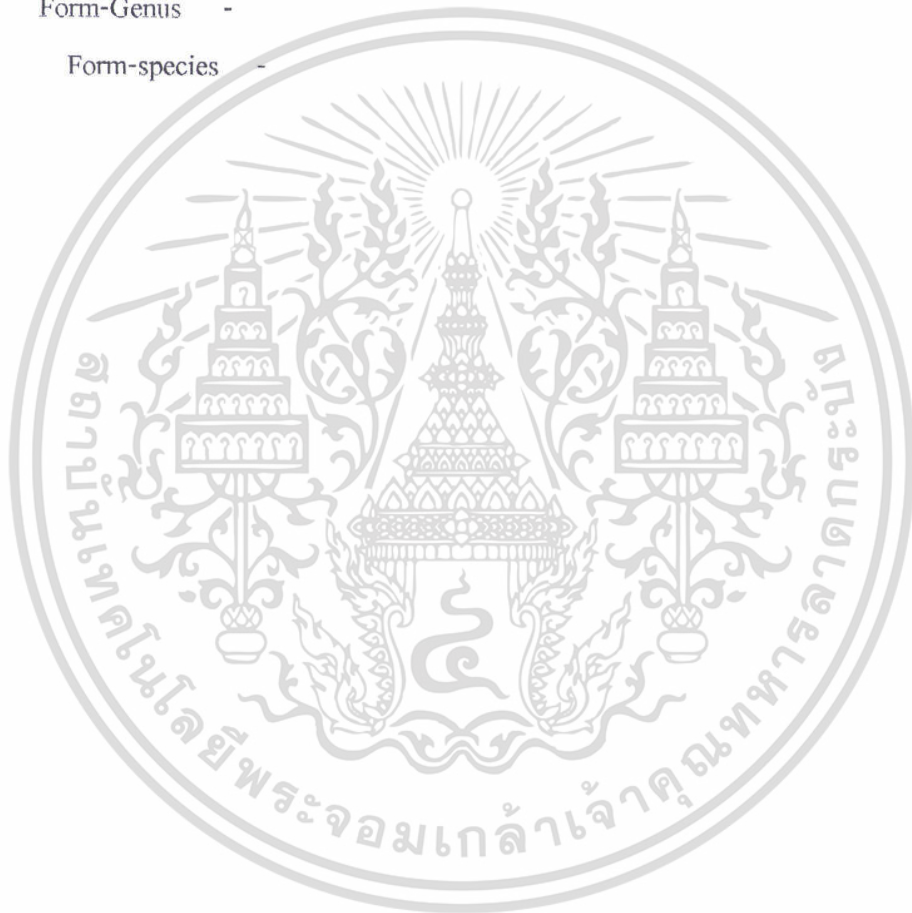 Form-Genus -
Form-species -
สถาบันเทคโนโลยีพระจอมเกล้าเจ้าคุณทหารลาดกระบัง
๔